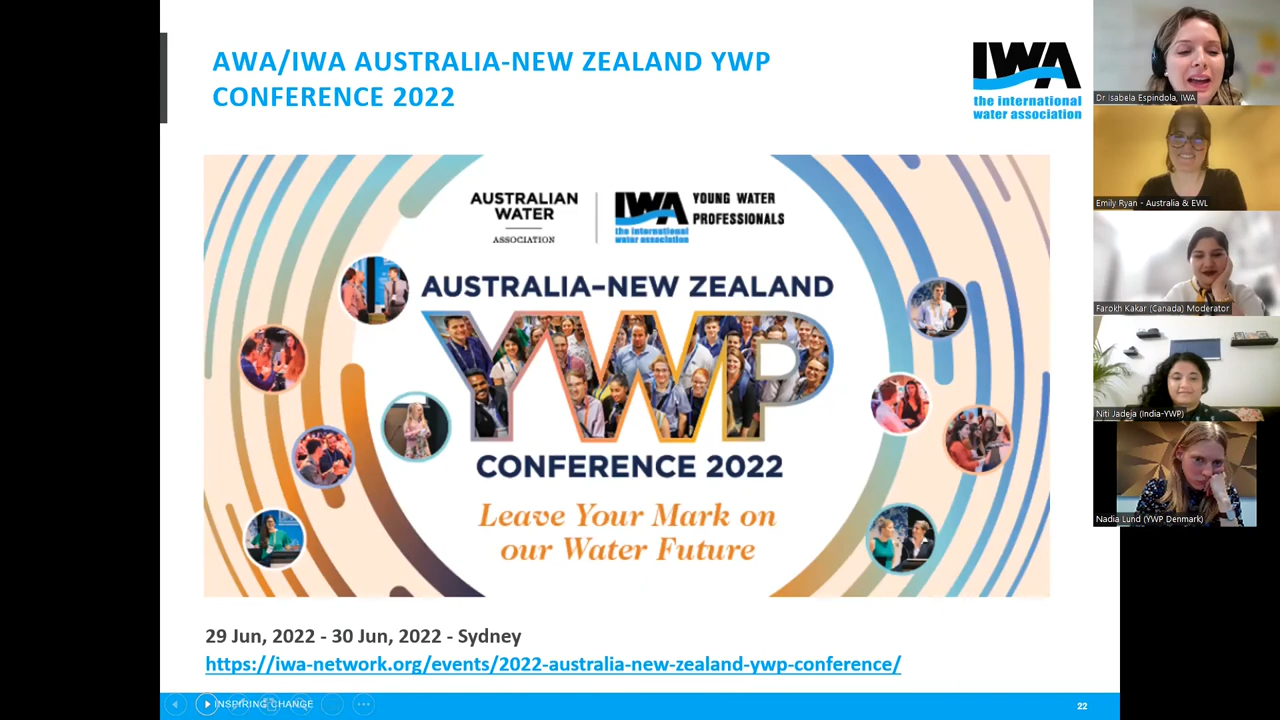 AWA/IWA AUSTRALIA-NEW ZEALAND YWP
CONFERENCE 2022
IWA
the international
water association
AUSTRALIAN
WATER
ASSOCIATION
IWA
the international
water association
YOUNG WATER
PROFESSIONALS
AUSTRALIA–NEW ZEALAND
YWP
CONFERENCE 2022
Leave Your Mark on
our Water Future
29 Jun, 2022 - 30 Jun, 2022 - Sydney
https://iwa-network.org/events/2022-australia-new-zealand-ywp-conference/
INSPIRING CHANGE
22
Dr Isabela Espindola, IWA
Emily Ryan - Australia & EWL
Farokh Kakar (Canada) Moderator
Niti Jadeja (India-YWP)
Nadia Lund (YWP Denmark)